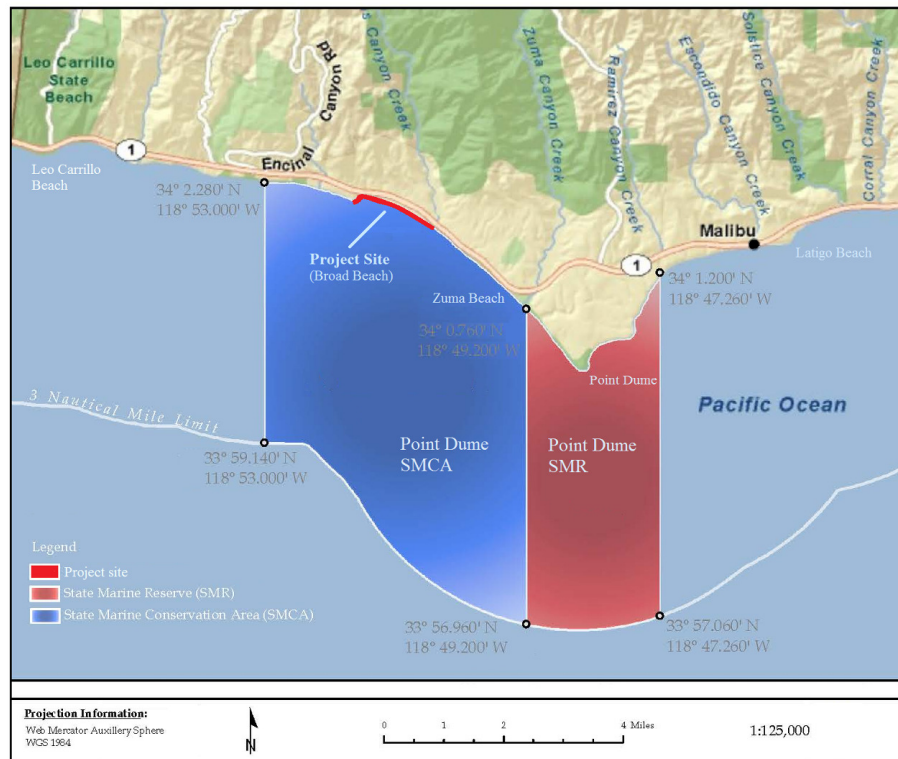 Leo Carrillo
State
Beach
Canyon Rd
s Canyon Creek
Zuma Canyon Creek
Ramirez Canyon Creek
Escondido Canyon Creek
Solstice Canyon Creek
Corral Canyon Creek
1
Encinal
Leo Carrillo
Beach
34° 2.280' N
118° 53.000' W
Project Site
(Broad Beach)
Malibu
Latigo Beach
1
34° 1.200' N
118° 47.260' W
Zuma Beach
34° 0.760' N
118° 49.200' W
Point Dume
Pacific Ocean
3 Nautical Mile Limit
Point Dume
SMCA
Point Dume
SMR
33° 59.140' N
118° 53.000' W
Legend
Project site
State Marine Reserve (SMR)
State Marine Conservation Area (SMCA)
33° 56.960' N
118° 49.200' W
33° 57.060' N
118° 47.260' W
Projection Information:
Web Mercator Auxillery Sphere
WGS 1984
N
0 1 2 4 Miles
1:125,000